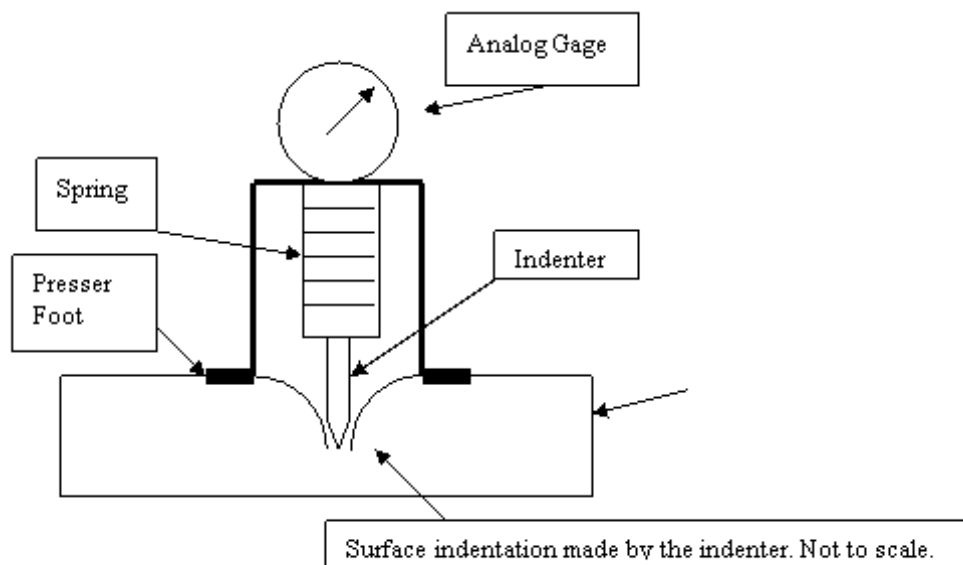 Analog Gage
Spring
Indenter
Presser
Foot
Surface indentation made by the indenter. Not to scale.